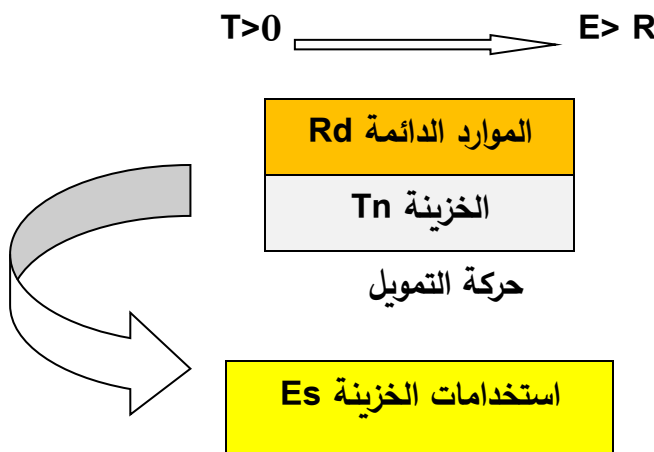 T>0 E> R
الموارد الدائمة Rd
الخزينة Tn
حركة التمويل
استخدامات الخزينة Es